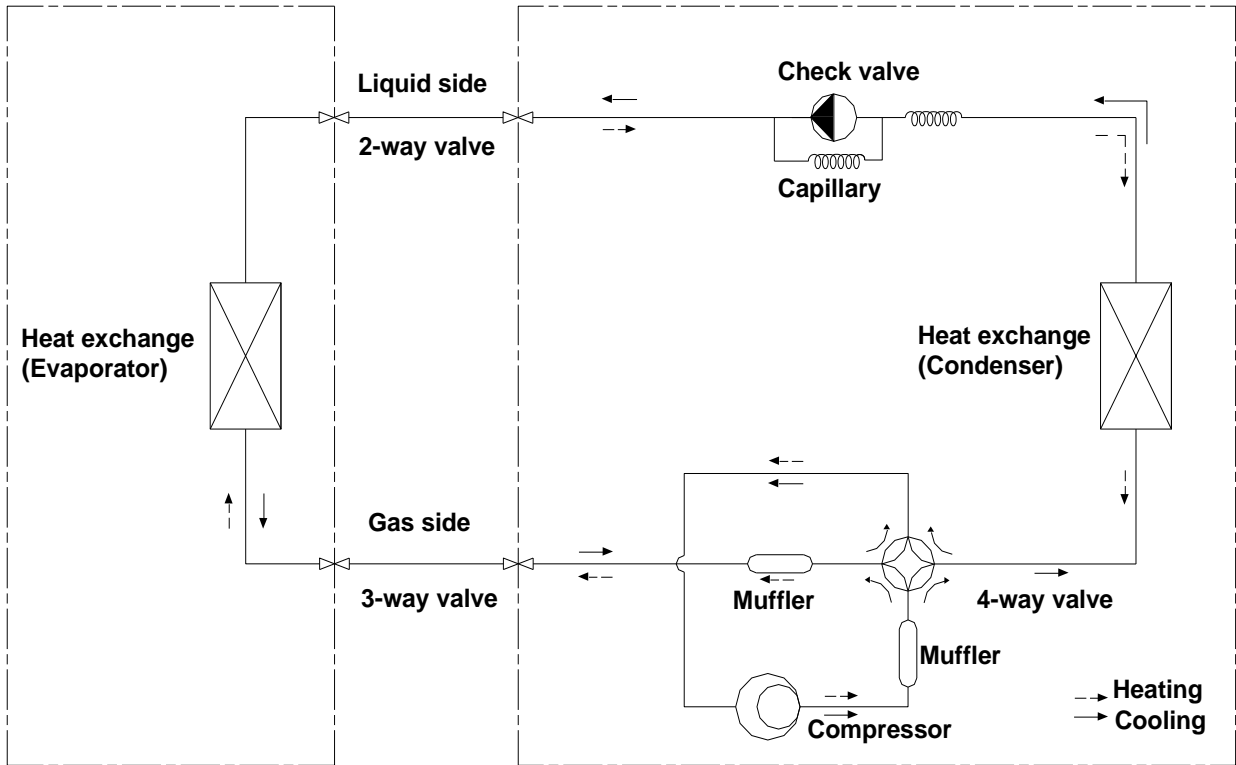 Check valve
Liquid side
2-way valve
Capillary
Heat exchange
(Evaporator)
Heat exchange
(Condenser)
Gas side
3-way valve
Muffler
4-way valve
Muffler
Compressor
Heating
Cooling